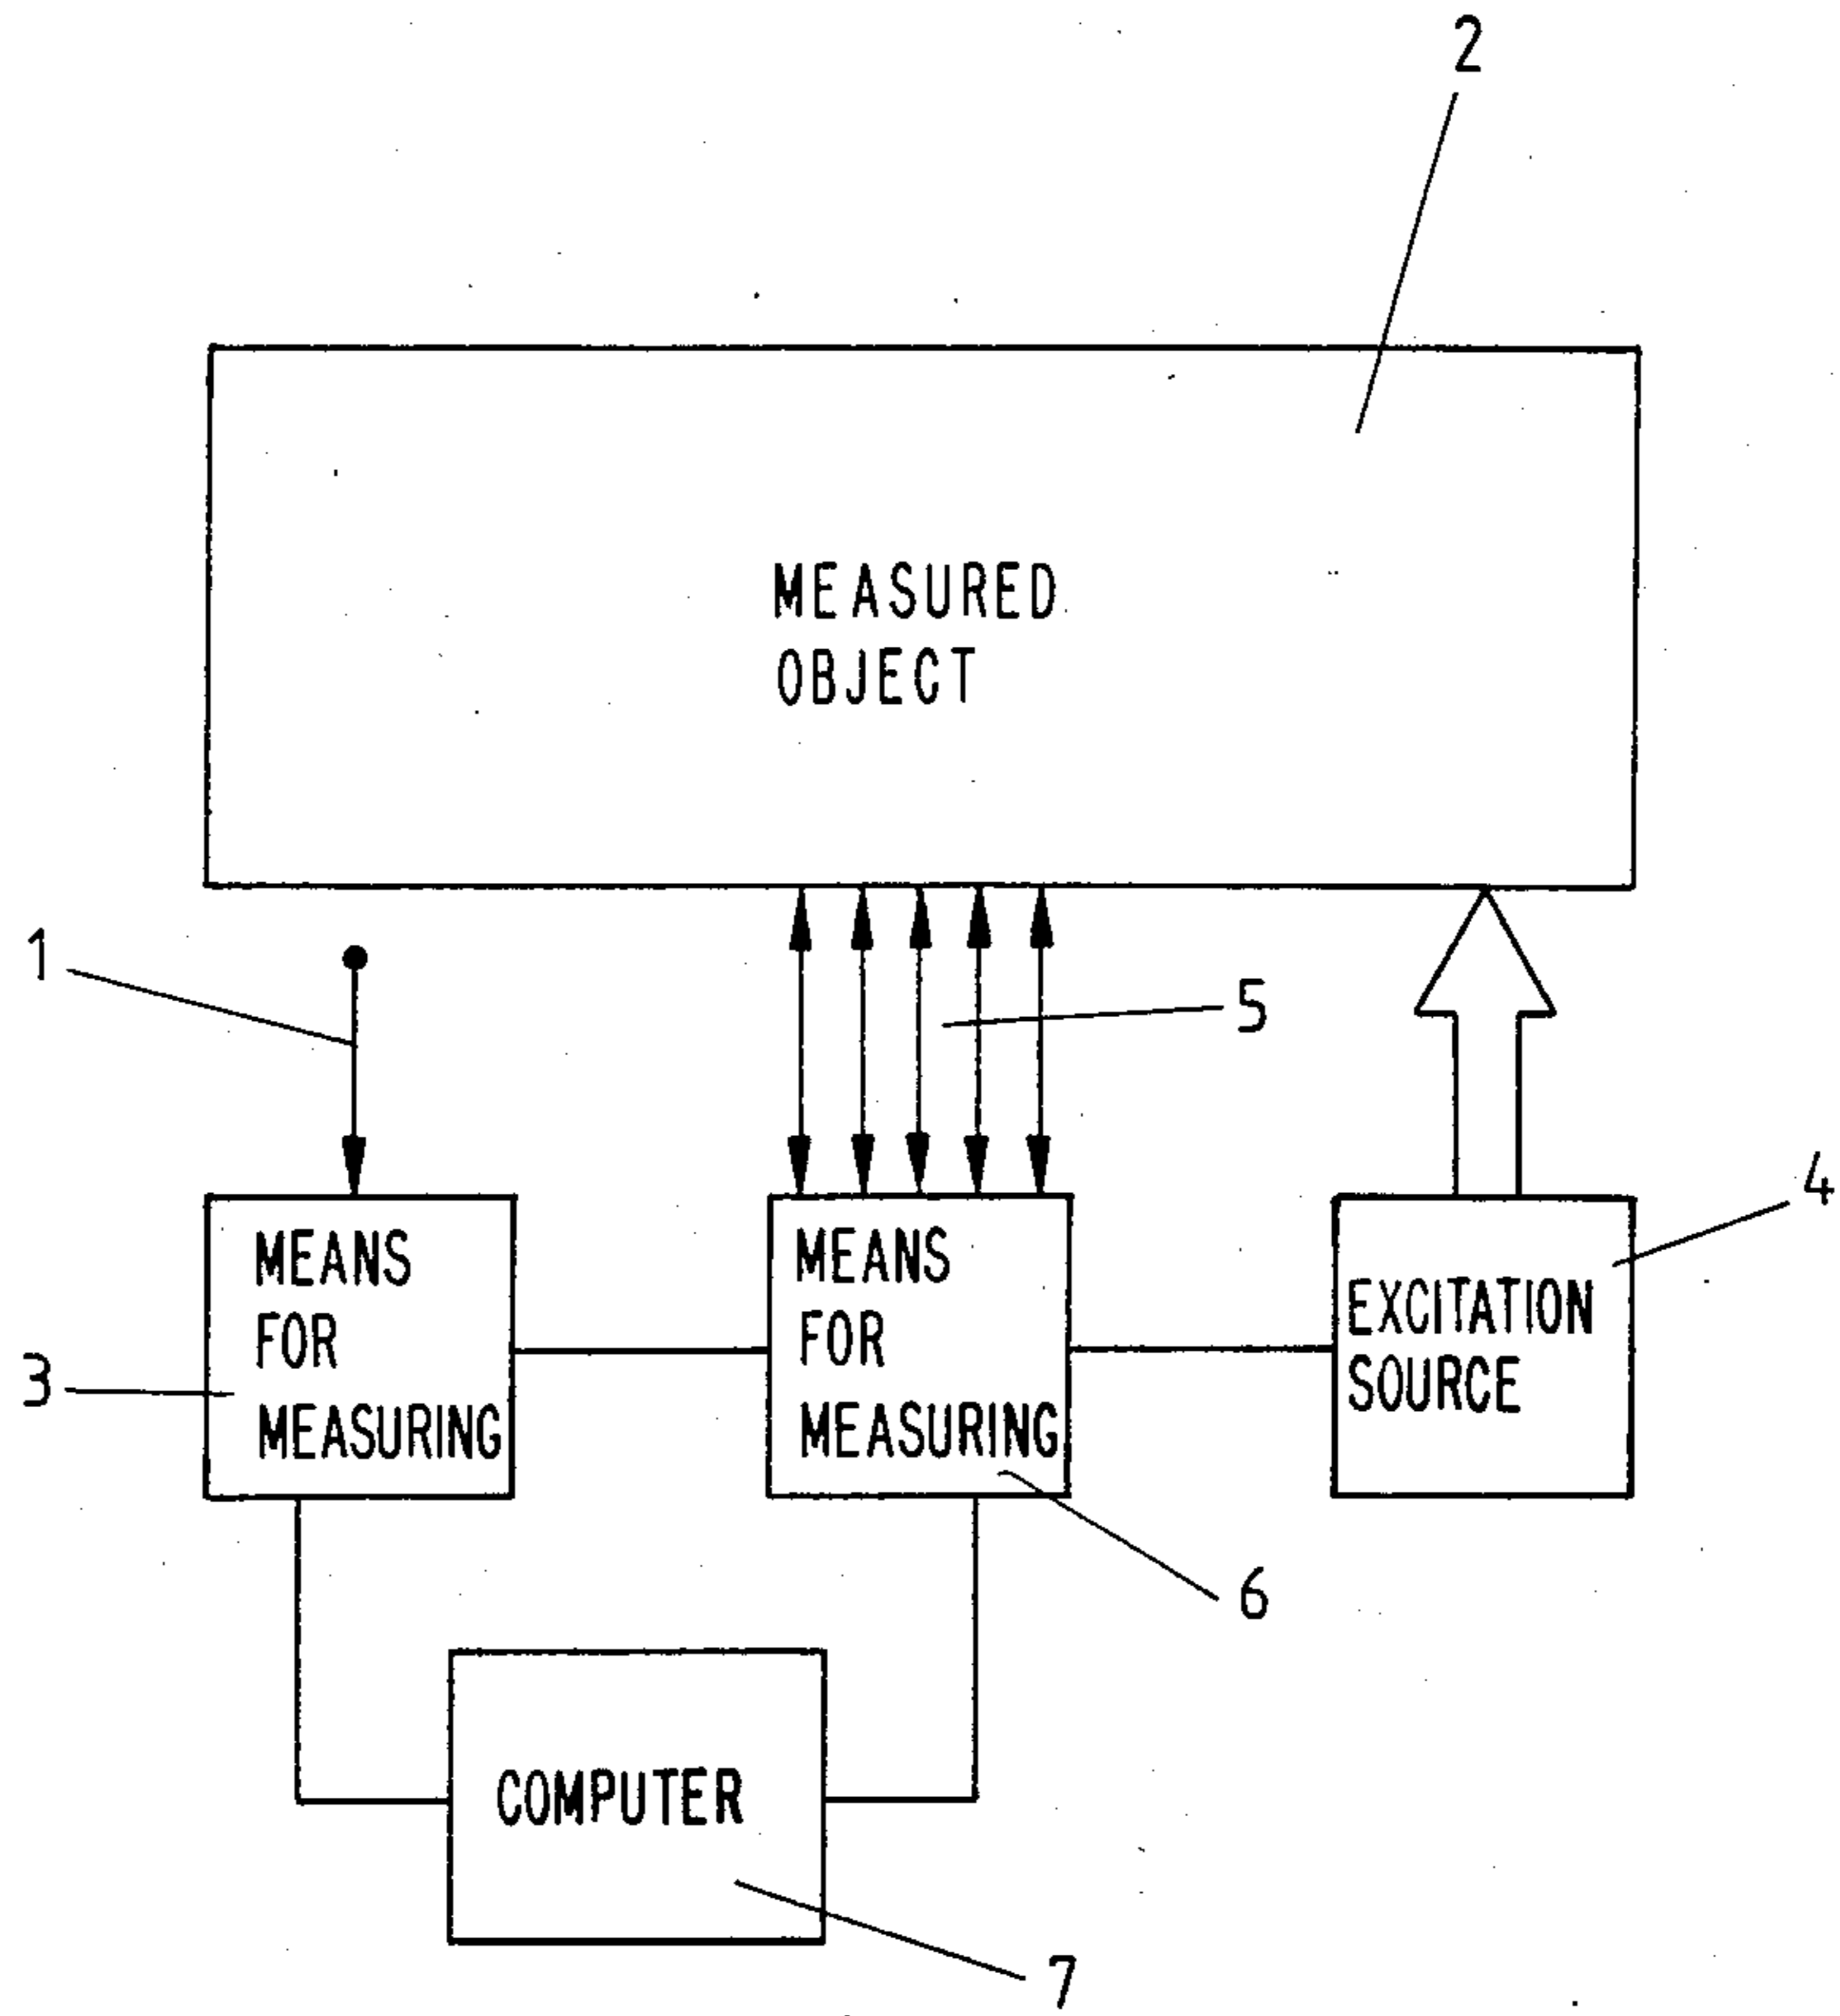 2
MEASURED
OBJECT
1
5
4
MEANS
FOR
MEASURING
MEANS
FOR
MEASURING
EXCITATION
SOURCE
3
6
COMPUTER
7